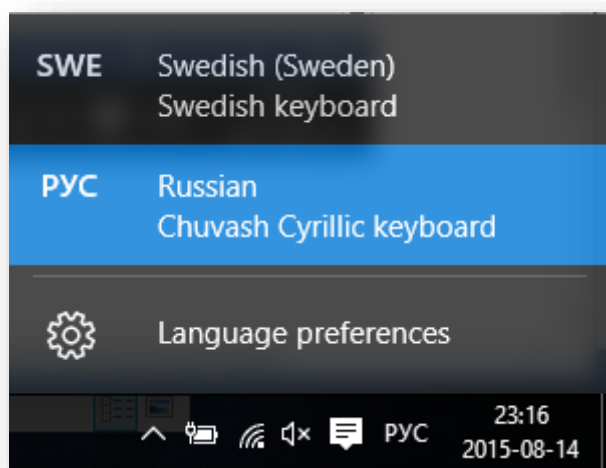 SWE Swedish (Sweden)
Swedish keyboard
РУС Russian
Chuvash Cyrillic keyboard
Language preferences
РУС 23:16
2015-08-14